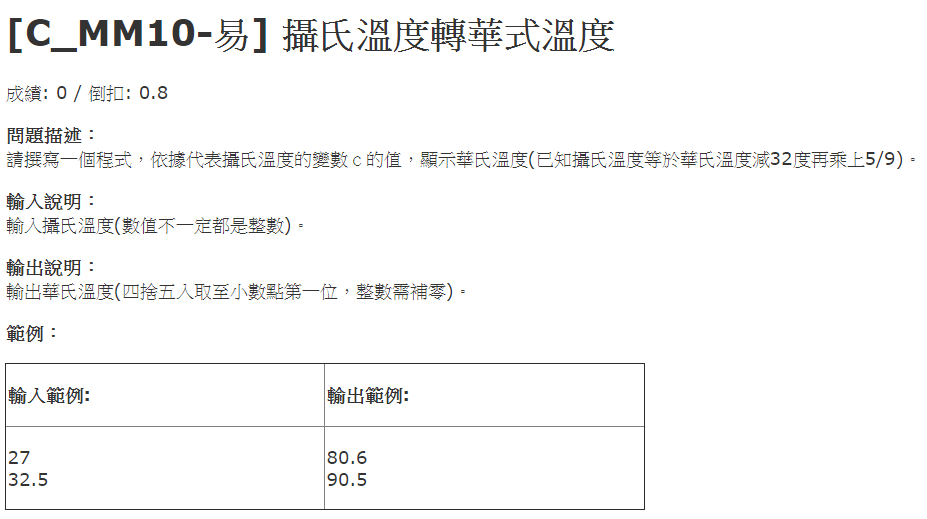 [C_MM10-易] 攝氏溫度轉華式溫度
成績: 0 / 倒扣: 0.8
問題描述：
請撰寫一個程式，依據代表攝氏溫度的變數 c 的值，顯示華氏溫度(已知攝氏溫度等於華氏溫度減32度再乘上5/9)。
輸入說明：
輸入攝氏溫度(數值不一定都是整數)。
輸出說明：
輸出華氏溫度(四捨五入取至小數點第一位，整數需補零)。
範例：
輸入範例: 輸出範例:
27 80.6
32.5 90.5